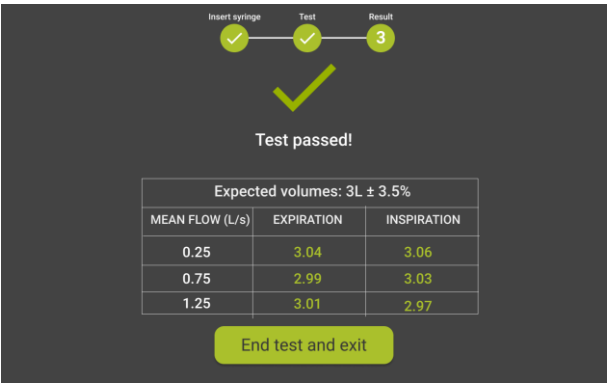 Insert syringe Test Result
3
Test passed!
Expected volumes: 3L ± 3.5%
MEAN FLOW (L/s) EXPIRATION INSPIRATION
0.25 3.04 3.06
0.75 2.99 3.03
1.25 3.01 2.97
End test and exit